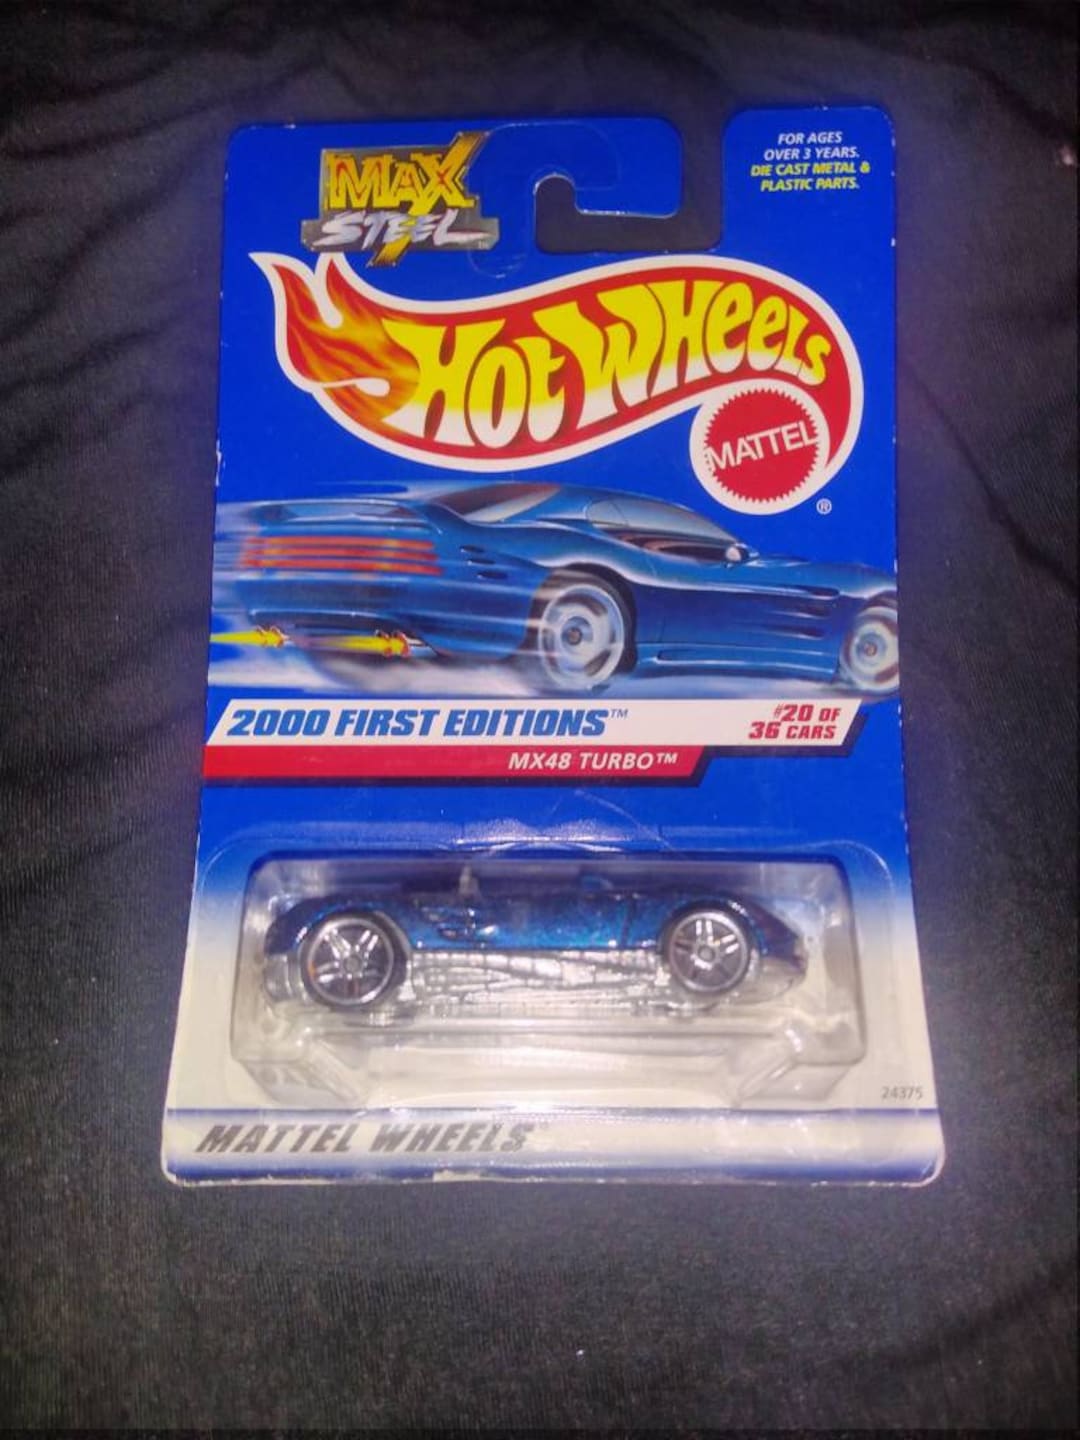 MAX
STEEL™
FOR AGES
OVER 3 YEARS.
DIE CAST METAL &
PLASTIC PARTS.
HOT WHEELS
MATTEL
®
2000 FIRST EDITIONS™
#20 OF
36 CARS
MX48 TURBO™
24375
MATTEL WHEELS